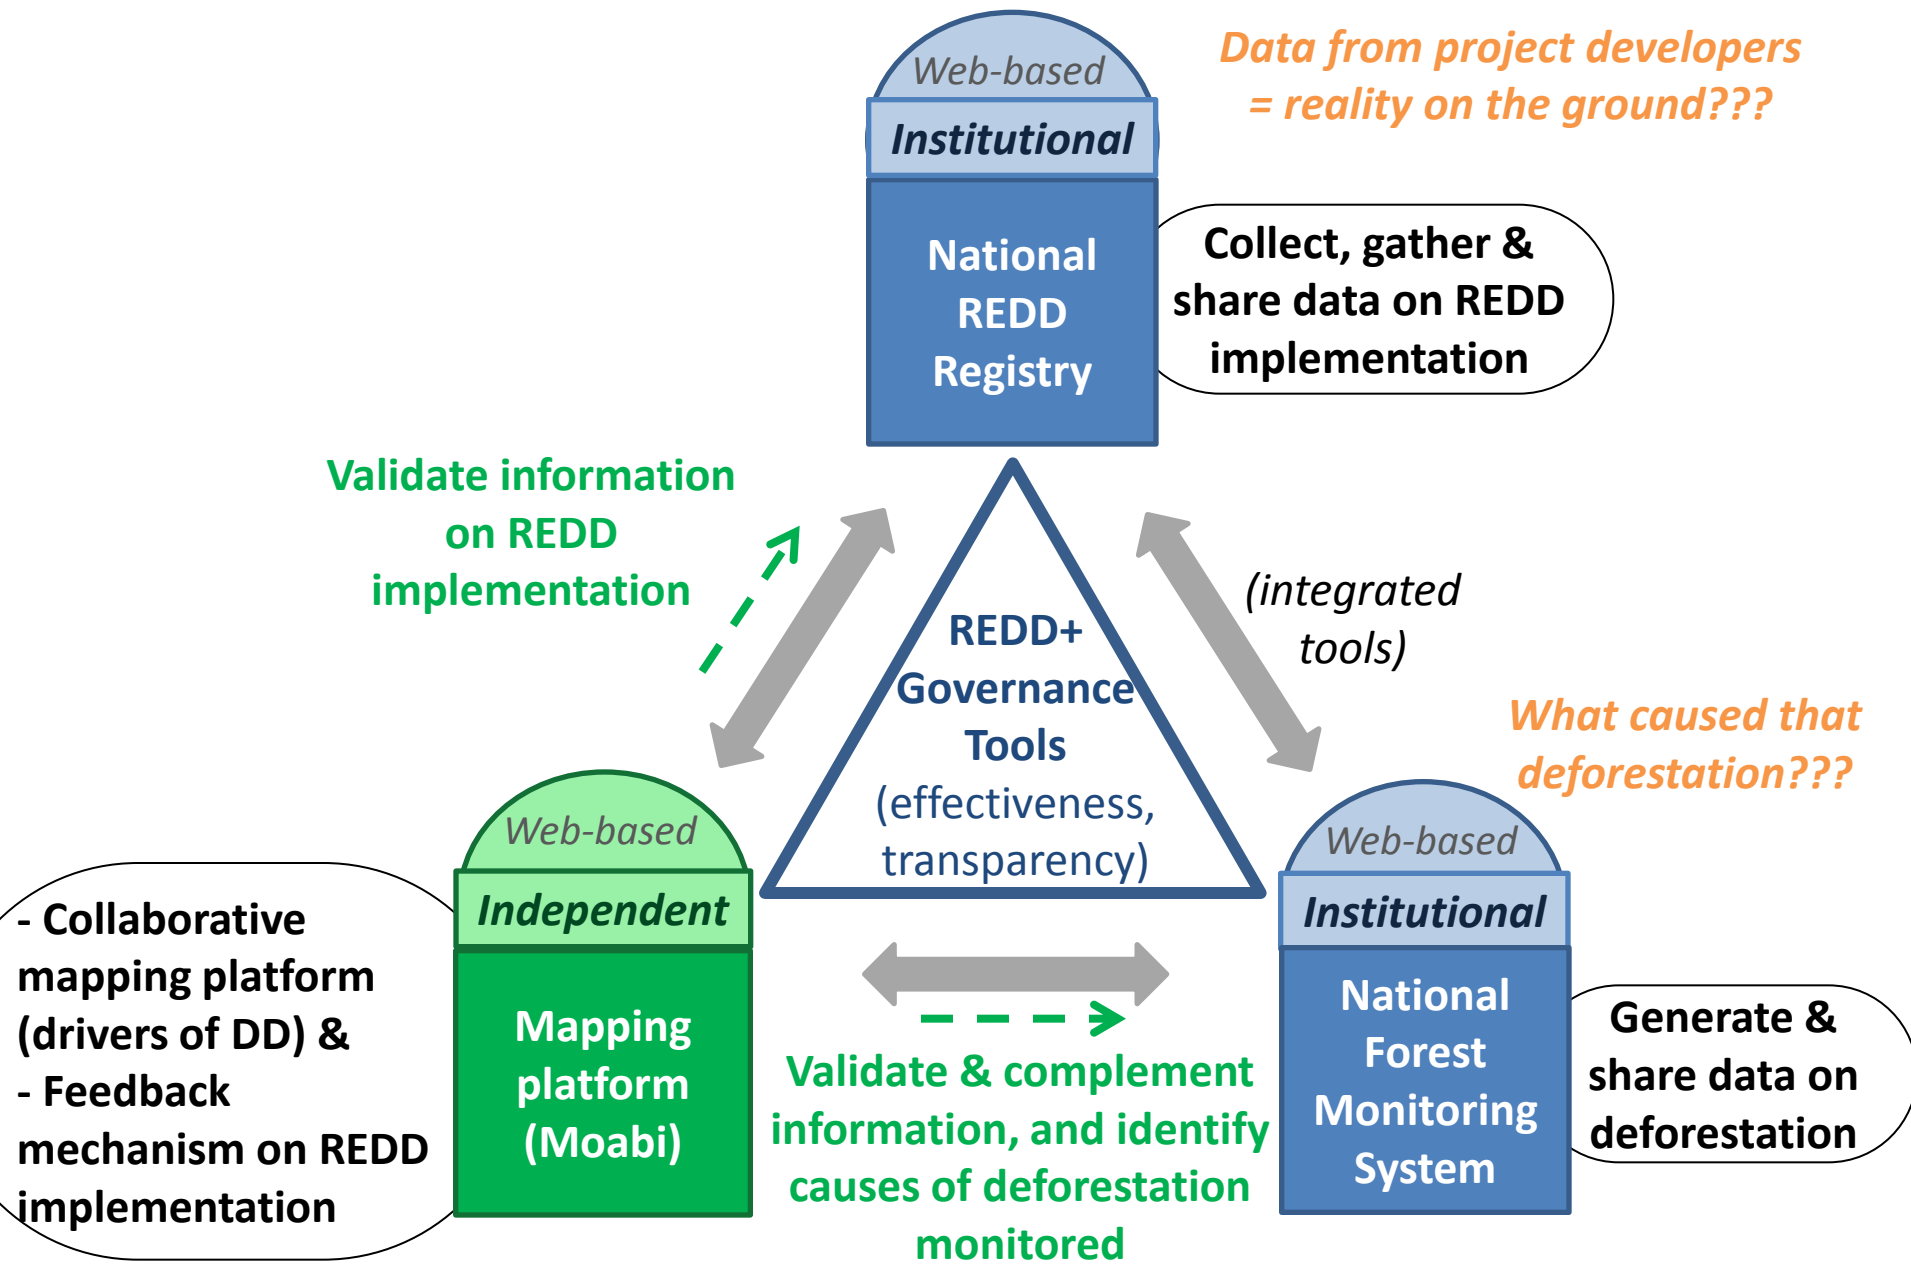 Web-based
Institutional
National
REDD
Registry
Data from project developers
= reality on the ground???
Collect, gather &
share data on REDD
implementation
Validate information
on REDD
implementation
(integrated
tools)
REDD+
Governance
Tools
(effectiveness,
transparency)
What caused that
deforestation???
Web-based
Independent
Mapping
platform
(Moabi)
- Collaborative
mapping platform
(drivers of DD) &
- Feedback
mechanism on REDD
implementation
Validate & complement
information, and identify
causes of deforestation
monitored
Web-based
Institutional
National
Forest
Monitoring
System
Generate &
share data on
deforestation